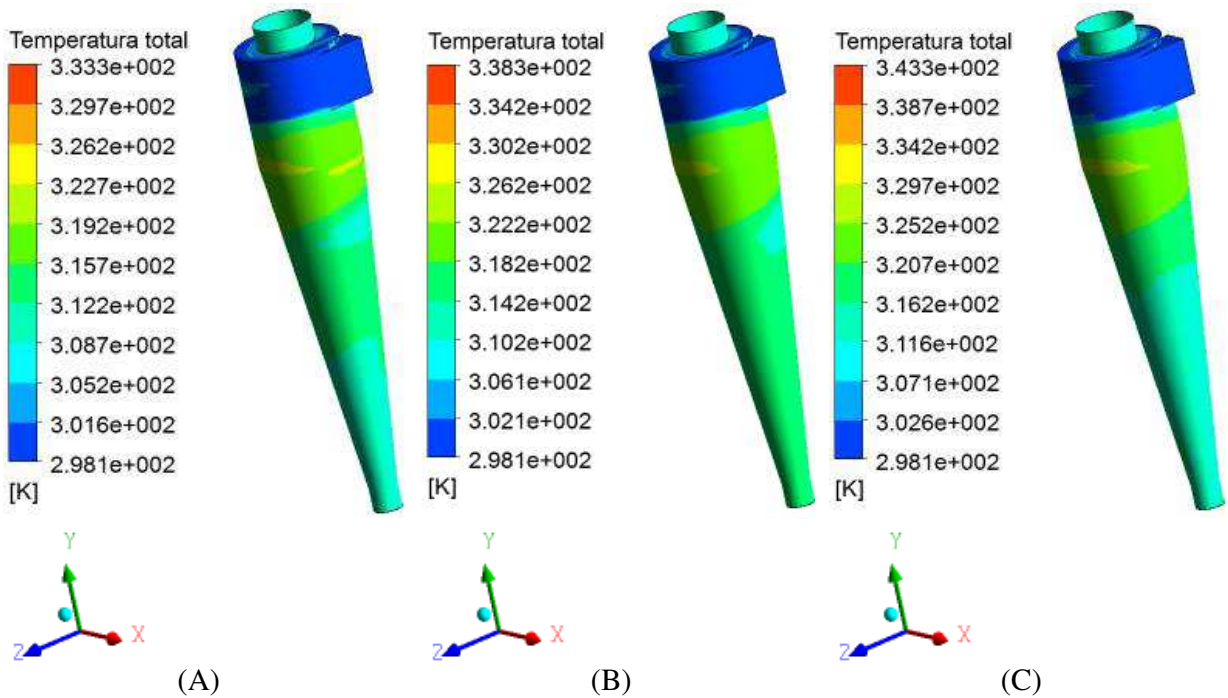 Temperatura total
3.333e+002
3.297e+002
3.262e+002
3.227e+002
3.192e+002
3.157e+002
3.122e+002
3.087e+002
3.052e+002
3.016e+002
2.981e+002
[K]
Y
X
Z
(A)
Temperatura total
3.383e+002
3.342e+002
3.302e+002
3.262e+002
3.222e+002
3.182e+002
3.142e+002
3.102e+002
3.061e+002
3.021e+002
2.981e+002
[K]
Y
X
Z
(B)
Temperatura total
3.433e+002
3.387e+002
3.342e+002
3.297e+002
3.252e+002
3.207e+002
3.162e+002
3.116e+002
3.071e+002
3.026e+002
2.981e+002
[K]
Y
X
Z
(C)